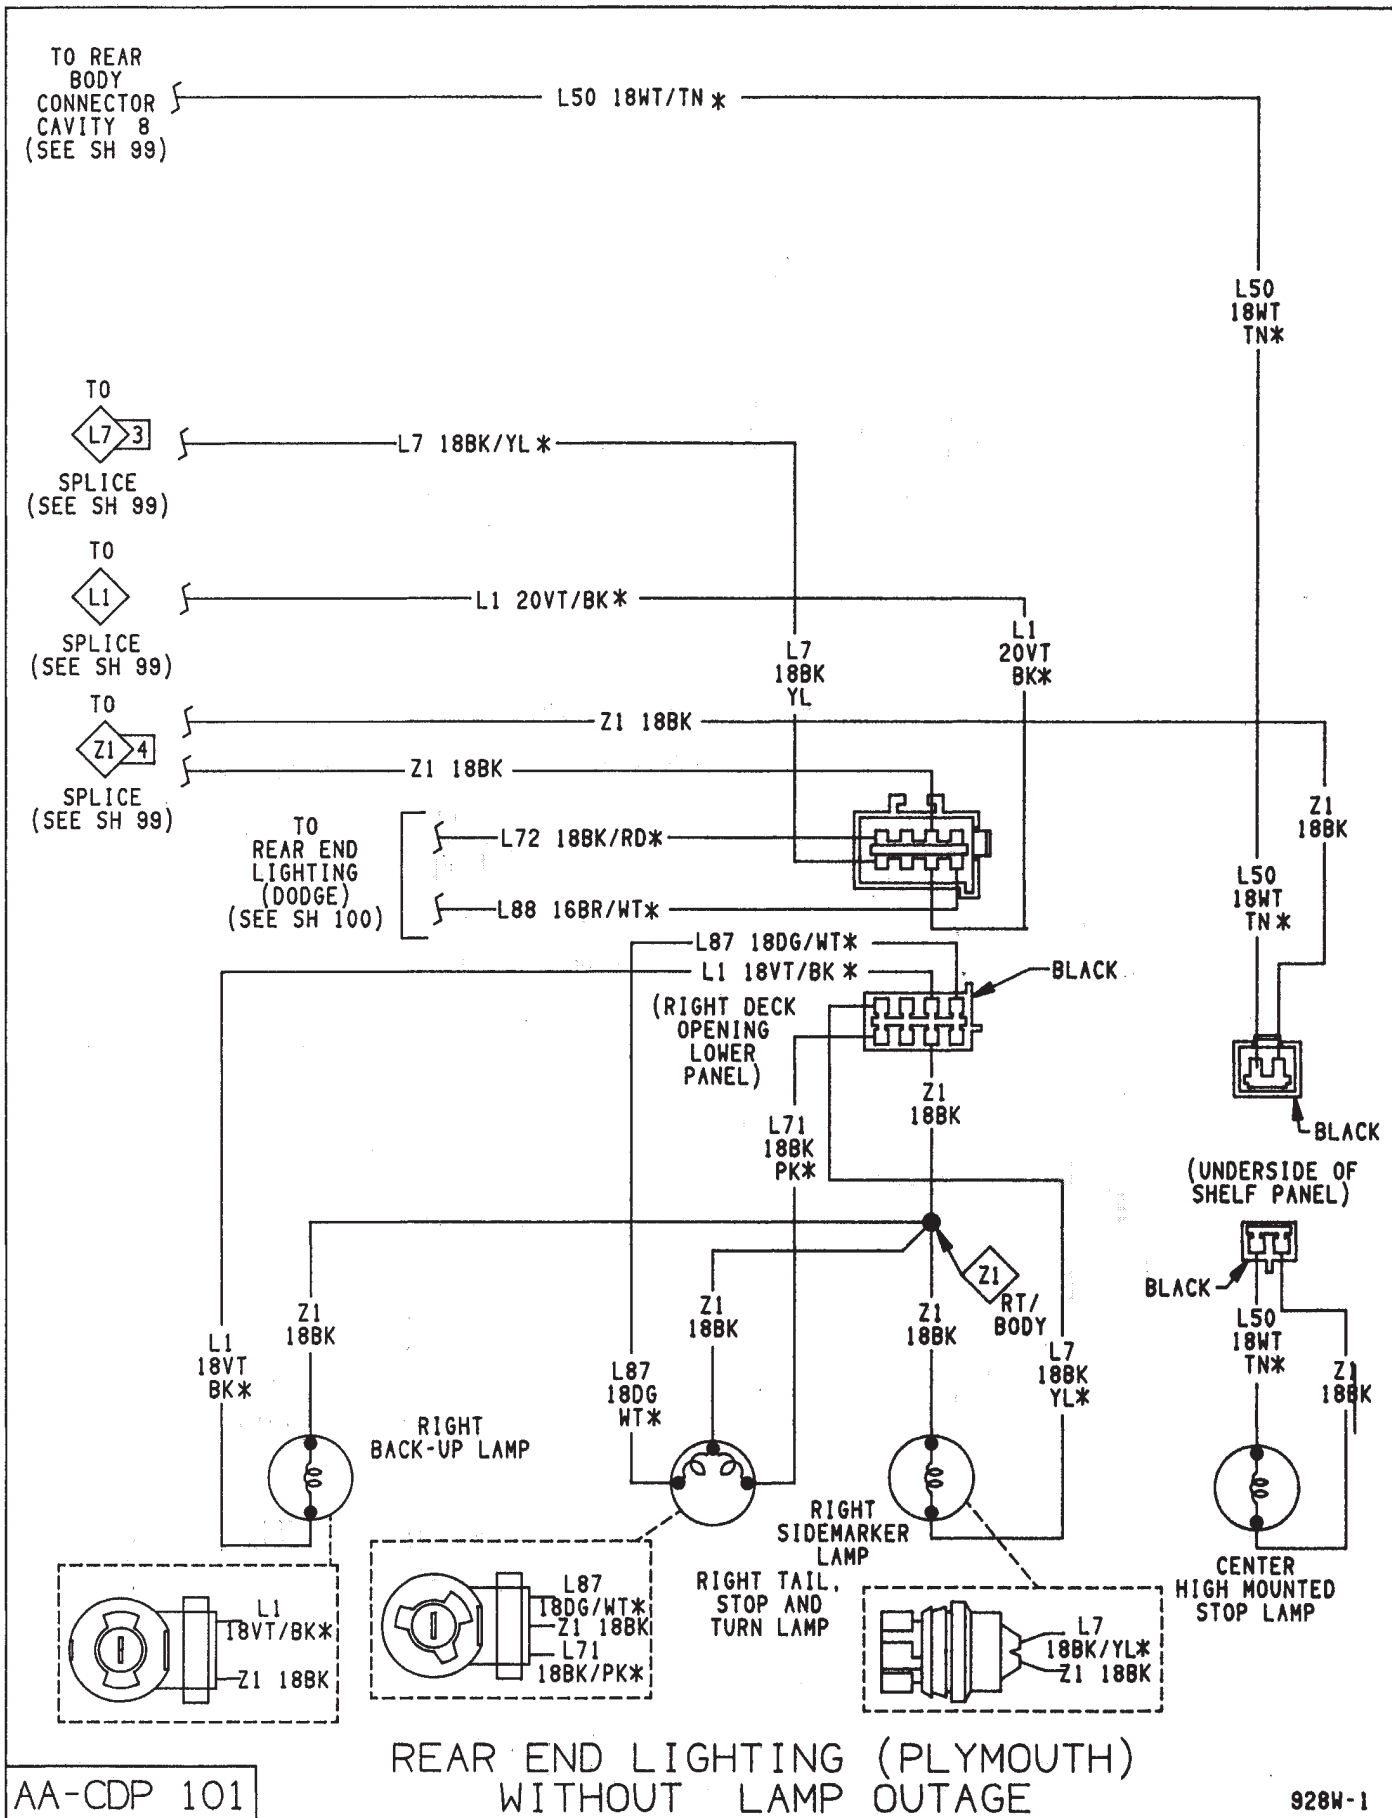 TO REAR
BODY
CONNECTOR
CAVITY 8
(SEE SH 99)
L50 18WT/TN *
L50
18WT
TN*
TO
L7 3
SPLICE
(SEE SH 99)
L7 18BK/YL *
TO
L1
SPLICE
(SEE SH 99)
L1 20VT/BK *
L7
18BK
YL
L1
20VT
BK*
TO
Z1 4
SPLICE
(SEE SH 99)
Z1 18BK
Z1 18BK
Z1
18BK
TO
REAR END
LIGHTING
(DODGE)
(SEE SH 100)
L72 18BK/RD*
L88 16BR/WT*
L50
18WT
TN *
L87 18DG/WT*
L1 18VT/BK *
BLACK
(RIGHT DECK
OPENING
LOWER
PANEL)
Z1
18BK
L71
18BK
PK*
BLACK
(UNDERSIDE OF
SHELF PANEL)
Z1
RT/
BODY
BLACK
L1
18VT
BK*
Z1
18BK
L87
18DG
WT*
Z1
18BK
Z1
18BK
L7
18BK
YL*
L50
18WT
TN*
Z1
18BK
RIGHT
BACK-UP LAMP
RIGHT
SIDEMARKER
LAMP
RIGHT TAIL,
STOP AND
TURN LAMP
CENTER
HIGH MOUNTED
STOP LAMP
L1
18VT/BK*
Z1 18BK
L87
18DG/WT*
Z1 18BK
L71
18BK/PK*
L7
18BK/YL*
Z1 18BK
REAR END LIGHTING (PLYMOUTH)
WITHOUT LAMP OUTAGE
AA-CDP 101
928W-1